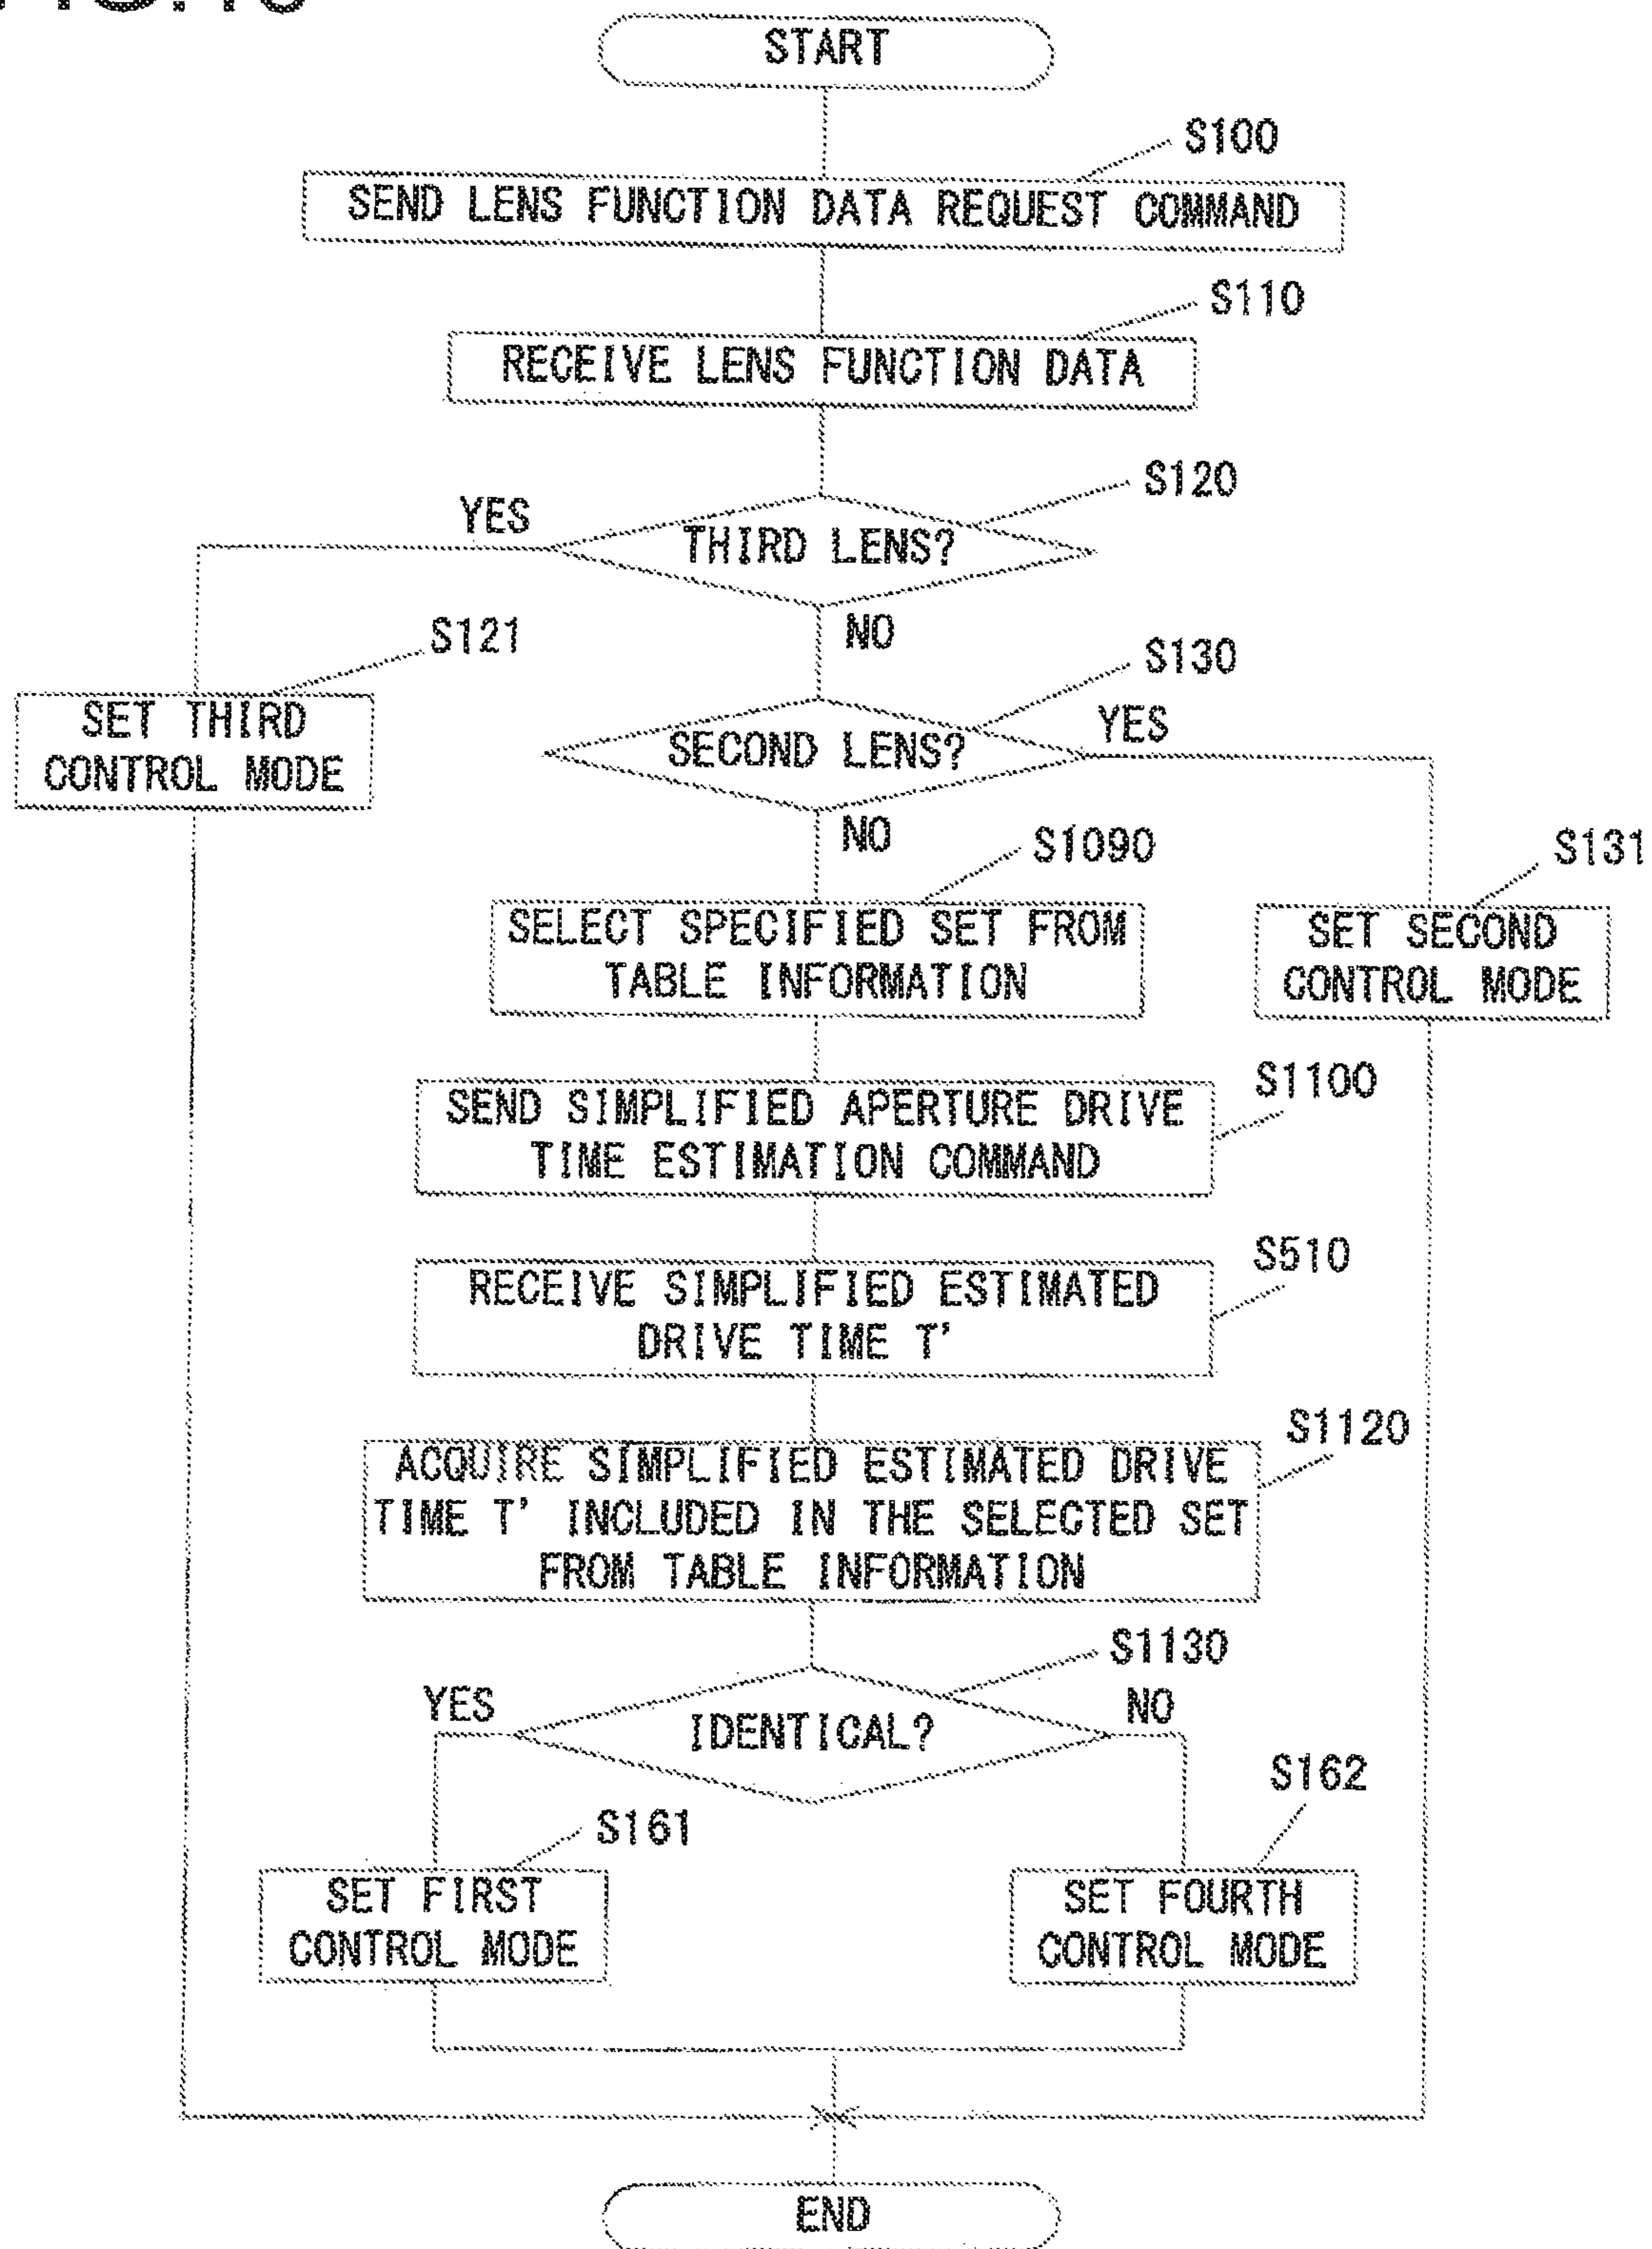 START
S100
SEND LENS FUNCTION DATA REQUEST COMMAND
S110
RECEIVE LENS FUNCTION DATA
S120
YES
THIRD LENS?
NO
S121
SET THIRD
CONTROL MODE
S130
SECOND LENS?
YES
NO
S131
SET SECOND
CONTROL MODE
S1090
SELECT SPECIFIED SET FROM
TABLE INFORMATION
S1100
SEND SIMPLIFIED APERTURE DRIVE
TIME ESTIMATION COMMAND
S510
RECEIVE SIMPLIFIED ESTIMATED
DRIVE TIME T'
S1120
ACQUIRE SIMPLIFIED ESTIMATED DRIVE
TIME T' INCLUDED IN THE SELECTED SET
FROM TABLE INFORMATION
S1130
YES
IDENTICAL?
NO
S161
SET FIRST
CONTROL MODE
S162
SET FOURTH
CONTROL MODE
END